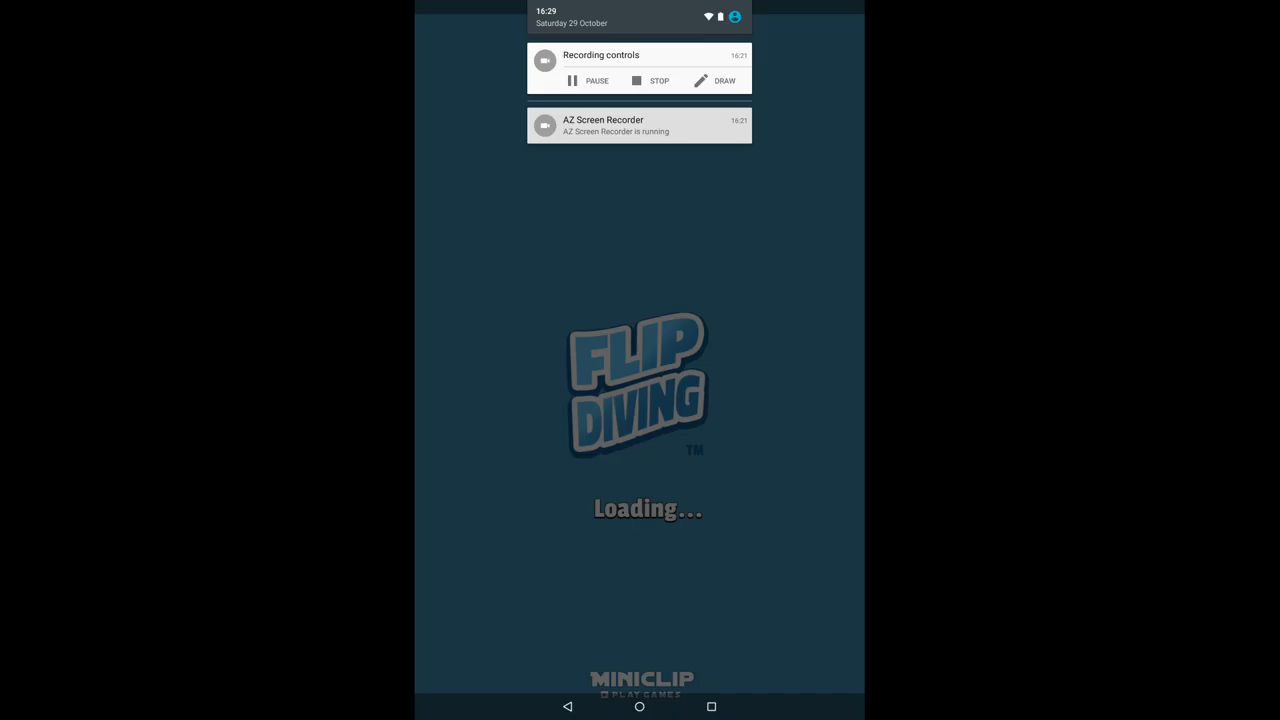 16:29
Saturday 29 October
Recording controls 16:21
PAUSE STOP DRAW
AZ Screen Recorder 16:21
AZ Screen Recorder is running
FLIP
DIVING
TM
Loading...
MINICLIP
PLAY GAMES